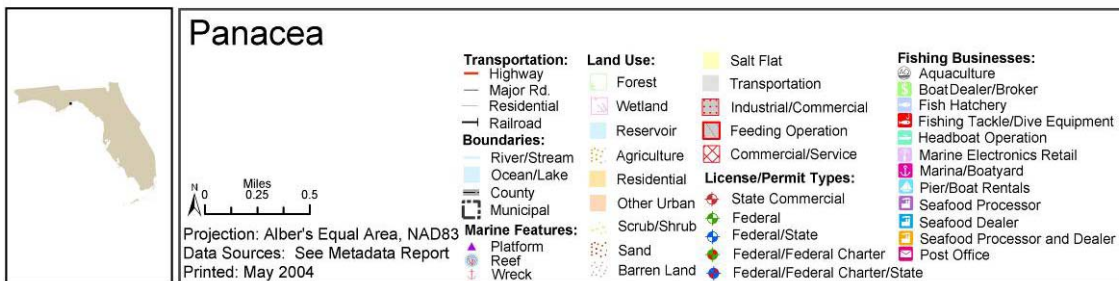 Panacea
N
Miles
0 0.25 0.5
Projection: Alber's Equal Area, NAD83
Data Sources: See Metadata Report
Printed: May 2004
Transportation:
Highway
Major Rd.
Residential
Railroad
Boundaries:
River/Stream
Ocean/Lake
County
Municipal
Marine Features:
Platform
Reef
Wreck
Land Use:
Forest
Wetland
Reservoir
Agriculture
Residential
Other Urban
Scrub/Shrub
Sand
Barren Land
Salt Flat
Transportation
Industrial/Commercial
Feeding Operation
Commercial/Service
License/Permit Types:
State Commercial
Federal
Federal/State
Federal/Federal Charter
Federal/Federal Charter/State
Fishing Businesses:
AQ Aquaculture
$ BoatDealer/Broker
Fish Hatchery
Fishing Tackle/Dive Equipment
Headboat Operation
Marine Electronics Retail
Marina/Boatyard
Pier/Boat Rentals
Seafood Processor
Seafood Dealer
Seafood Processor and Dealer
Post Office